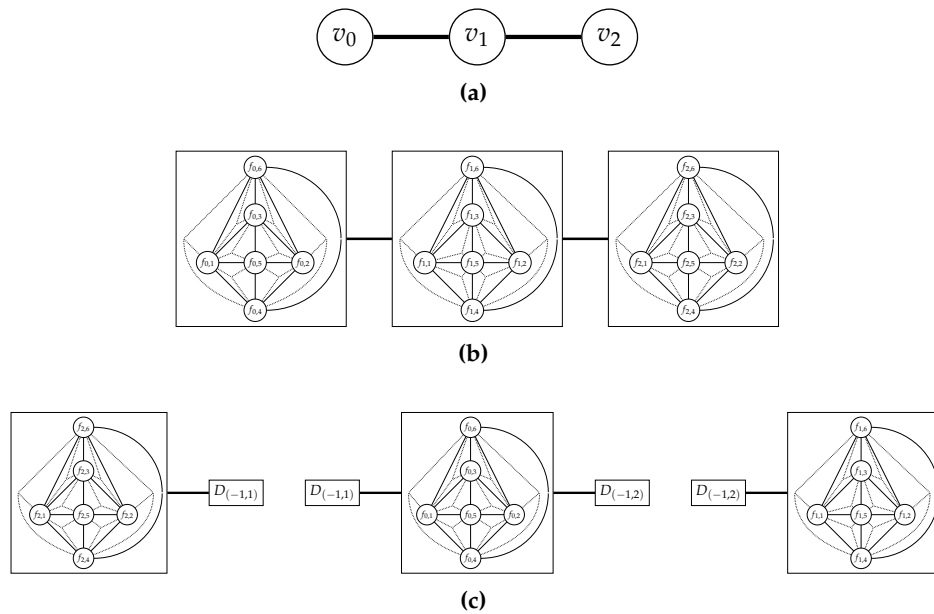 v0 v1 v2
(a)
f0,6 f1,6 f2,6
f0,3 f1,3 f2,3
f0,1 f0,5 f0,2 f1,1 f1,5 f1,2 f2,1 f2,5 f2,2
f0,4 f1,4 f2,4
(b)
f2,6 f0,6 f1,6
f2,3 f0,3 f1,3
D(−1,1) D(−1,1) D(−1,2) D(−1,2)
f2,1 f2,5 f2,2 f0,1 f0,5 f0,2 f1,1 f1,5 f1,2
f2,4 f0,4 f1,4
(c)